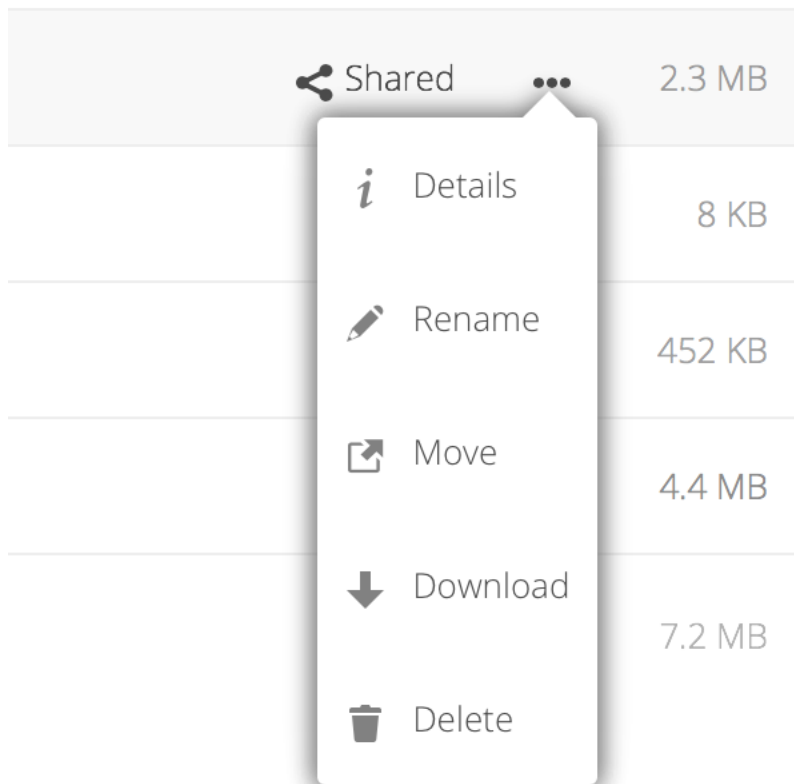 Shared 2.3 MB
Details
8 KB
Rename
452 KB
Move
4.4 MB
Download
7.2 MB
Delete